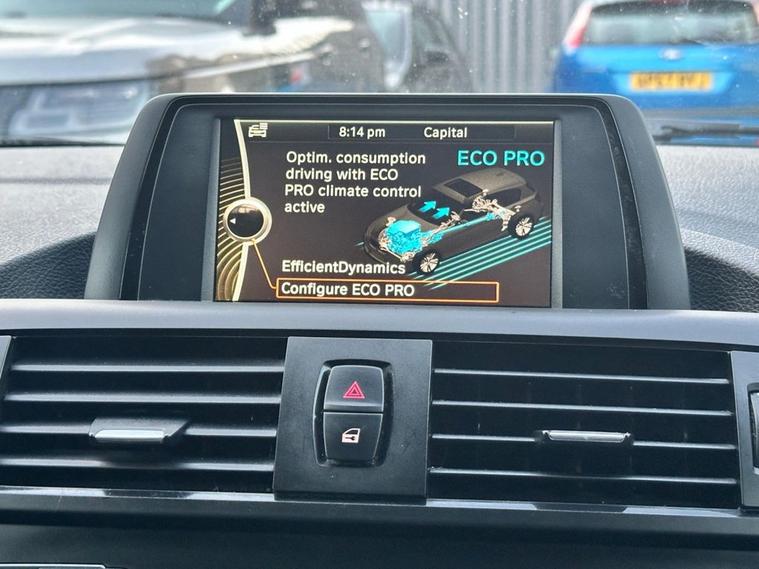 8:14 pm Capital
ECO PRO
Optim. consumption
driving with ECO
PRO climate control
active
EfficientDynamics
Configure ECO PRO